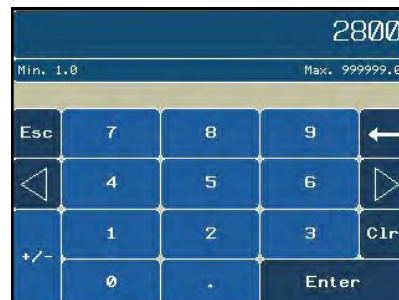 2800
Min. 1.0 Max. 999999.0
Esc 7 8 9 ←
4 5 6
1 2 3 Clr
+/-
0 . Enter